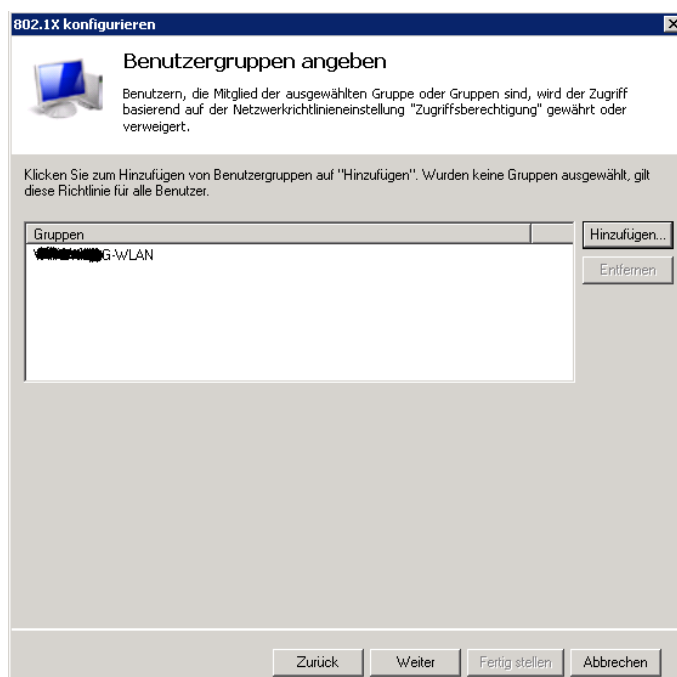 802.1X konfigurieren
Benutzergruppen angeben
Benutzern, die Mitglied der ausgewählten Gruppe oder Gruppen sind, wird der Zugriff
basierend auf der Netzwerkrichtlinieneinstellung "Zugriffsberechtigung" gewährt oder
verweigert.
Klicken Sie zum Hinzufügen von Benutzergruppen auf "Hinzufügen". Wurden keine Gruppen ausgewählt, gilt
diese Richtlinie für alle Benutzer.
Gruppen
G-WLAN
Hinzufügen...
Entfernen
Zurück
Weiter
Fertig stellen
Abbrechen